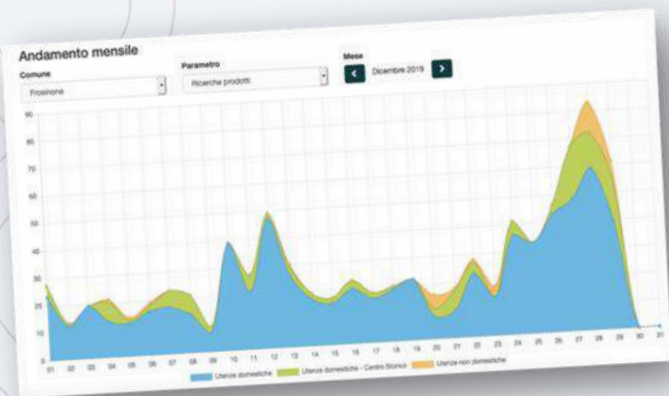 Andamento mensile
Comune
Parametro
Mese
Frosinone
Ricerche prodotti
Dicembre 2019
90
80
70
60
50
40
30
20
10
0
01 02 03 04 05 06 07 08 09 10 11 12 13 14 15 16 17 18 19 20 21 22 23 24 25 26 27 28 29 30 31
Utenze domestiche
Utenze domestiche - Centro Storico
Utenze non domestiche